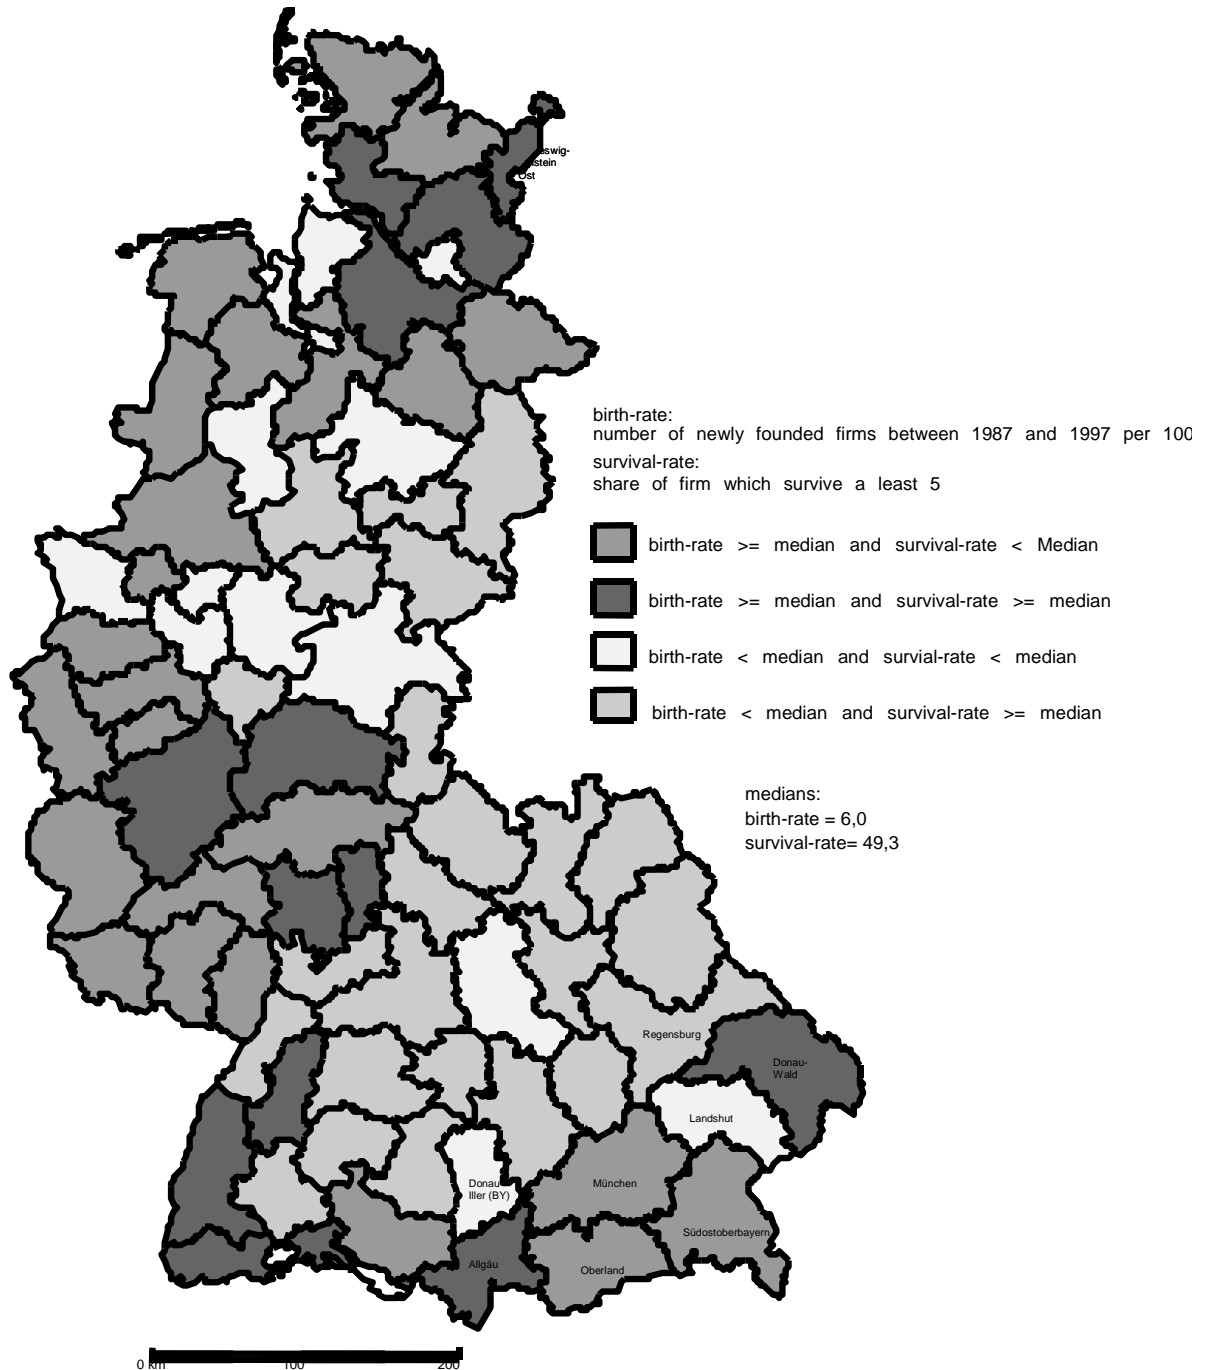 eswig-
stein
Ost
birth-rate:
number of newly founded firms between 1987 and 1997 per 100
survival-rate:
share of firm which survive a least 5
birth-rate >= median and survival-rate < Median
birth-rate >= median and survival-rate >= median
birth-rate < median and survial-rate < median
birth-rate < median and survival-rate >= median
medians:
birth-rate = 6,0
survival-rate= 49,3
Regensburg
Donau-
Wald
Landshut
Donau
Iller (BY)
München
Südostoberbayern
Allgäu
Oberland
0 km 100 200